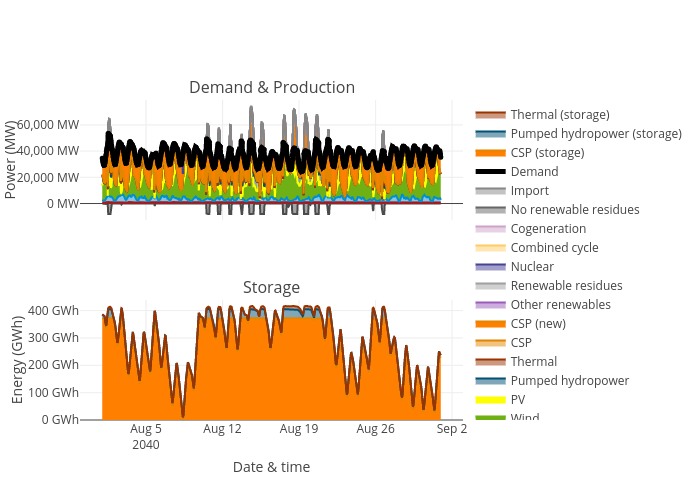 Demand & Production
Power (MW)
60,000 MW
40,000 MW
20,000 MW
0 MW
Storage
Energy (GWh)
400 GWh
300 GWh
200 GWh
100 GWh
0 GWh
Aug 5
2040
Aug 12
Aug 19
Aug 26
Sep 2
Date & time
Thermal (storage)
Pumped hydropower (storage)
CSP (storage)
Demand
Import
No renewable residues
Cogeneration
Combined cycle
Nuclear
Renewable residues
Other renewables
CSP (new)
CSP
Thermal
Pumped hydropower
PV
Wind